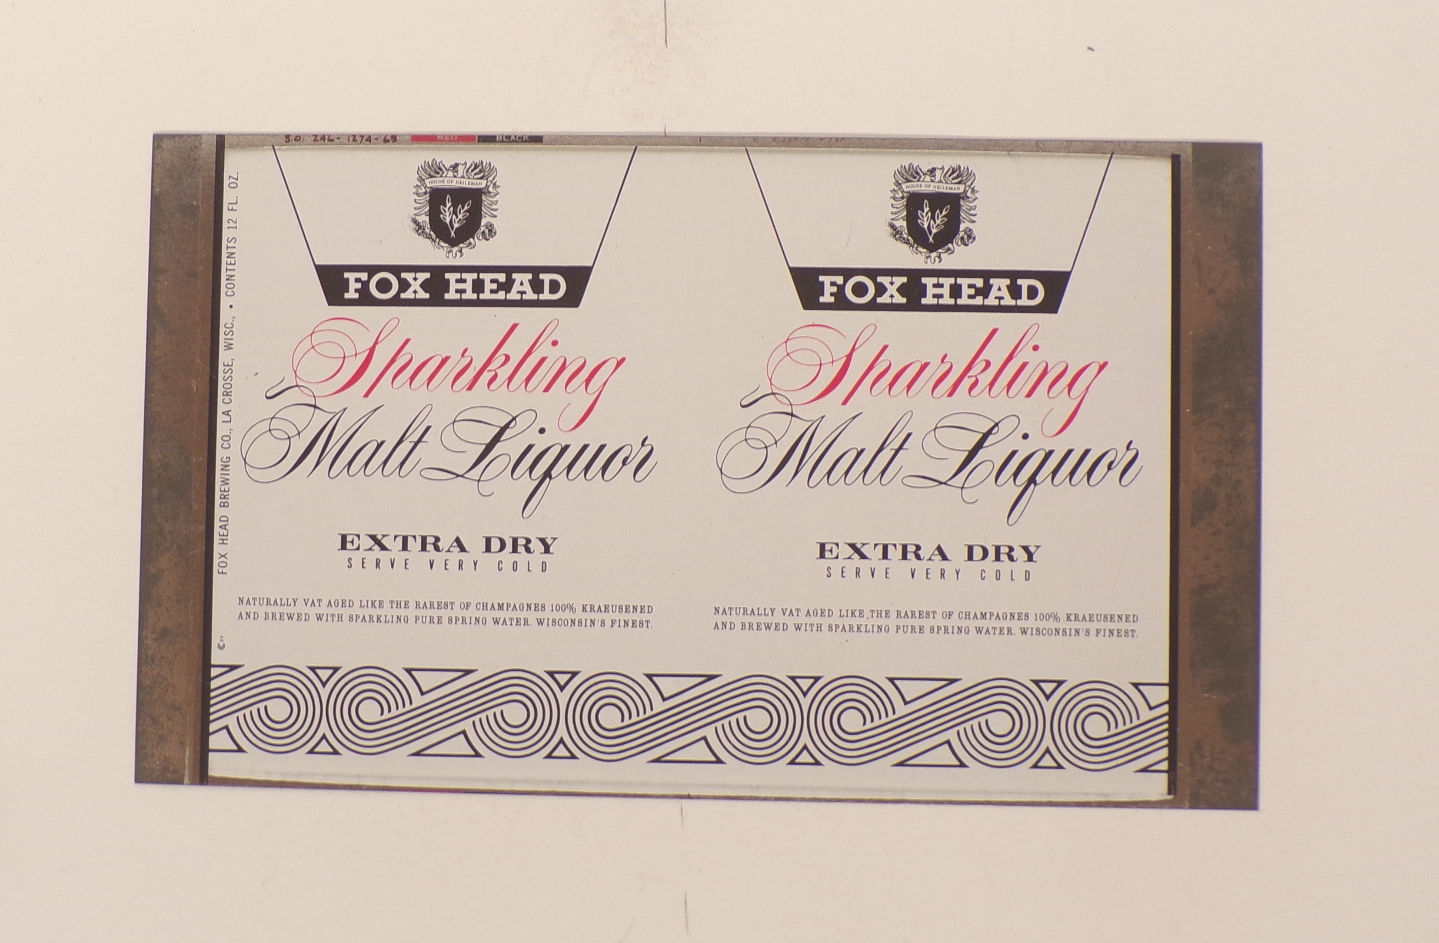 S.O. 246-1274-63 RED BLACK
FOX HEAD BREWING CO., LA CROSSE, WISC., • CONTENTS 12 FL. OZ.
HOUSE OF HEILEMAN
FOX HEAD
Sparkling
Malt Liquor
EXTRA DRY
SERVE VERY COLD
NATURALLY VAT AGED LIKE THE RAREST OF CHAMPAGNES 100% KRAEUSENED
AND BREWED WITH SPARKLING PURE SPRING WATER. WISCONSIN'S FINEST.
HOUSE OF HEILEMAN
FOX HEAD
Sparkling
Malt Liquor
EXTRA DRY
SERVE VERY COLD
NATURALLY VAT AGED LIKE THE RAREST OF CHAMPAGNES 100% KRAEUSENED
AND BREWED WITH SPARKLING PURE SPRING WATER. WISCONSIN'S FINEST.